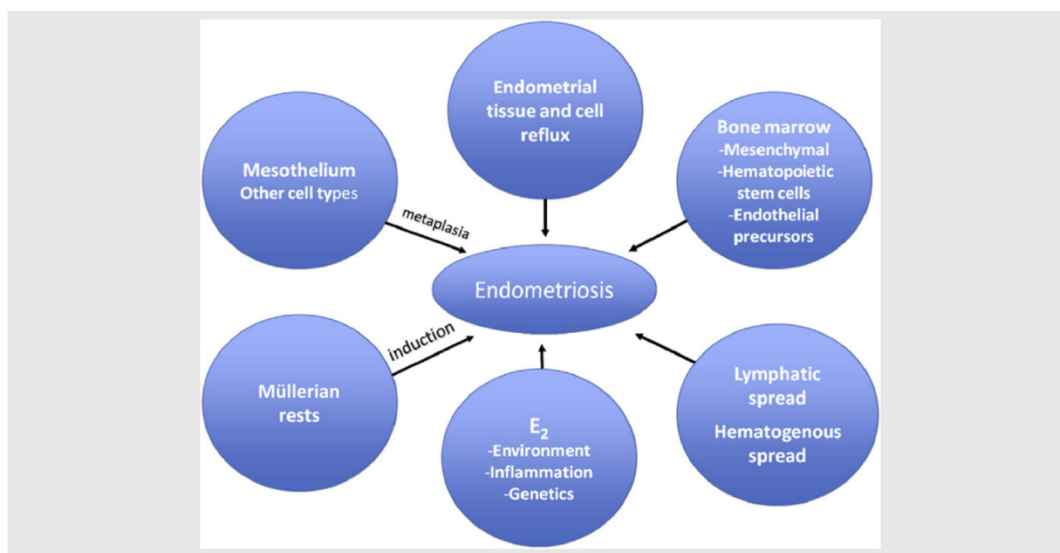 Endometrial
tissue and cell
reflux
Mesothelium
Other cell types
metaplasia
Bone marrow
-Mesenchymal
-Hematopoietic
stem cells
-Endothelial
precursors
Endometriosis
induction
Müllerian
rests
E₂
-Environment
-Inflammation
-Genetics
Lymphatic
spread
Hematogenous
spread